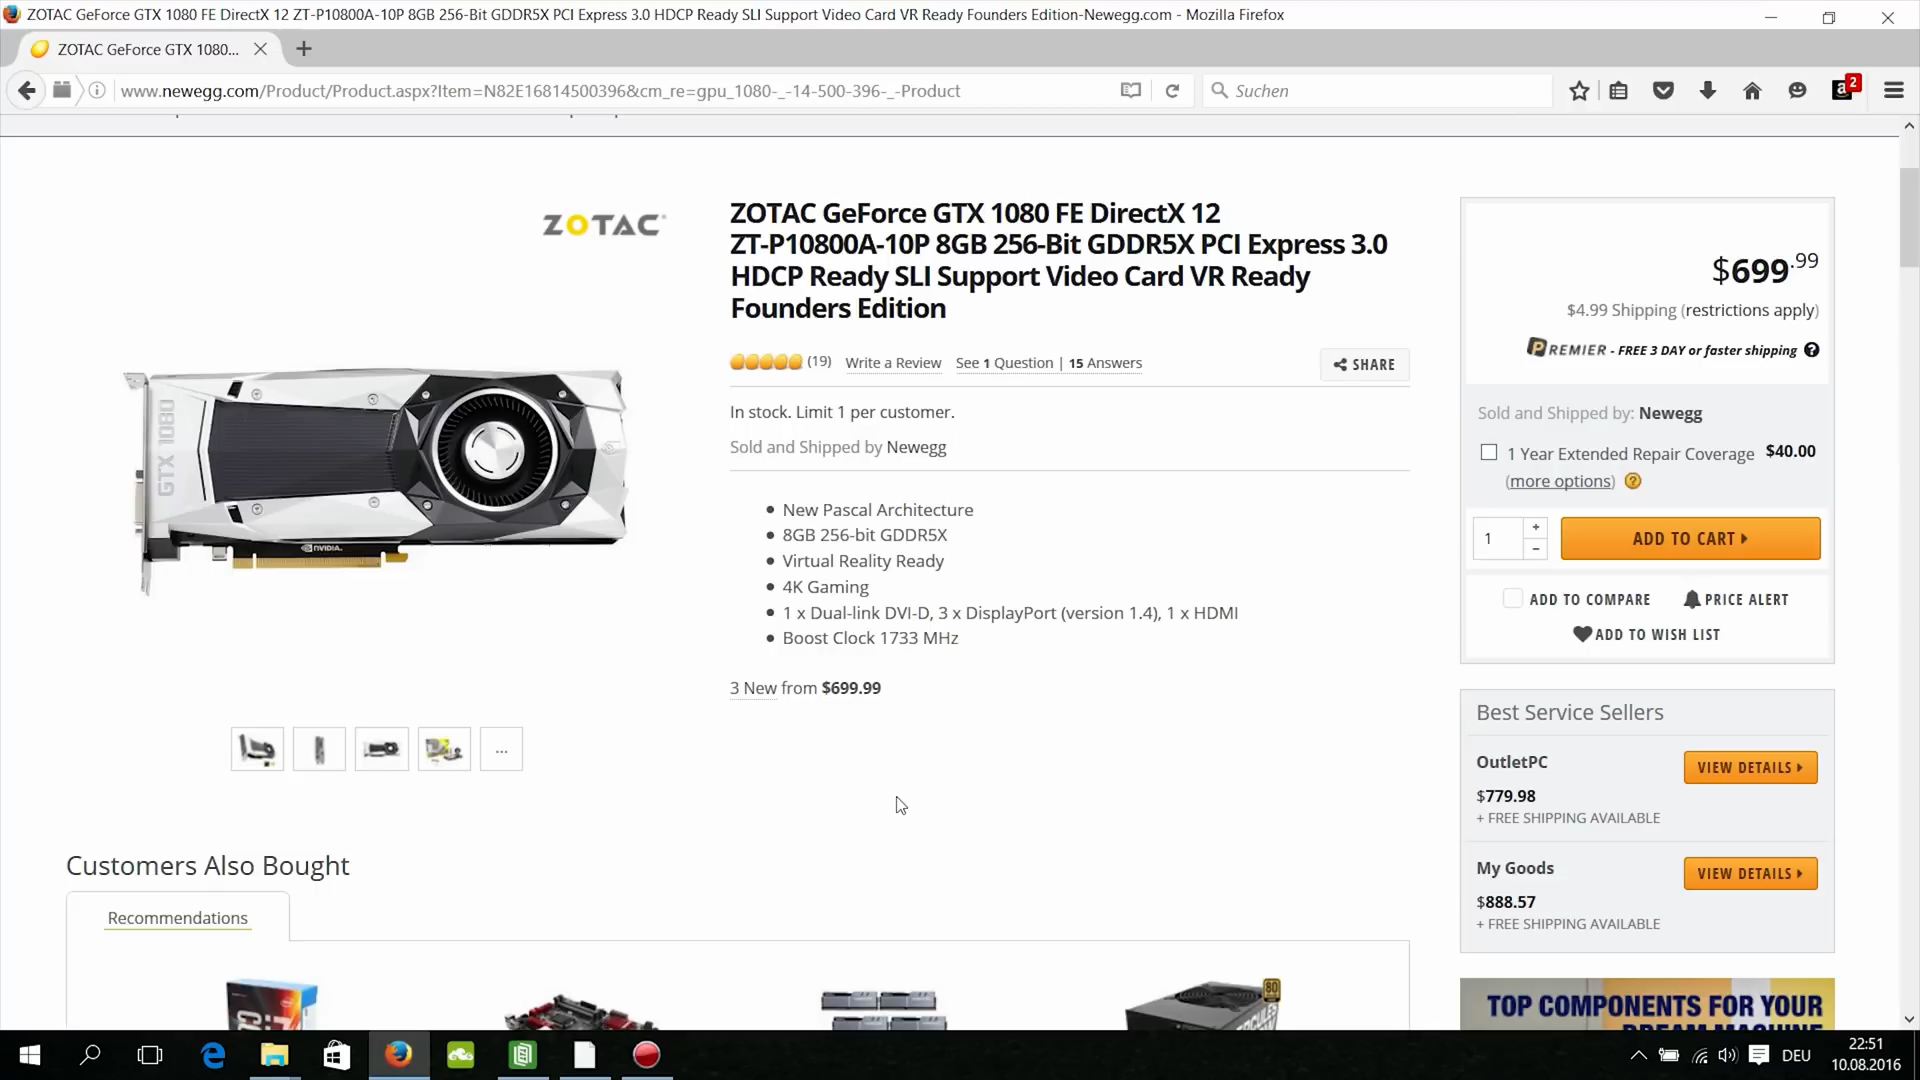 ZOTAC GeForce GTX 1080 FE DirectX 12 ZT-P10800A-10P 8GB 256-Bit GDDR5X PCI Express 3.0 HDCP Ready SLI Support Video Card VR Ready Founders Edition-Newegg.com - Mozilla Firefox
ZOTAC GeForce GTX 1080...
www.newegg.com/Product/Product.aspx?Item=N82E16814500396&cm_re=gpu_1080-_-14-500-396-_-Product
Suchen
2
ZOTAC
GTX 1080
NVIDIA.
...
ZOTAC GeForce GTX 1080 FE DirectX 12
ZT-P10800A-10P 8GB 256-Bit GDDR5X PCI Express 3.0
HDCP Ready SLI Support Video Card VR Ready
Founders Edition
(19) Write a Review See 1 Question | 15 Answers
SHARE
In stock. Limit 1 per customer.
Sold and Shipped by Newegg
New Pascal Architecture
8GB 256-bit GDDR5X
Virtual Reality Ready
4K Gaming
1 x Dual-link DVI-D, 3 x DisplayPort (version 1.4), 1 x HDMI
Boost Clock 1733 MHz
3 New from $699.99
$699.99
$4.99 Shipping (restrictions apply)
PREMIER - FREE 3 DAY or faster shipping ?
Sold and Shipped by: Newegg
1 Year Extended Repair Coverage $40.00
(more options) ?
1 + -
ADD TO CART
ADD TO COMPARE PRICE ALERT
ADD TO WISH LIST
Best Service Sellers
OutletPC
VIEW DETAILS
$779.98
+ FREE SHIPPING AVAILABLE
My Goods
VIEW DETAILS
$888.57
+ FREE SHIPPING AVAILABLE
Customers Also Bought
Recommendations
80
TOP COMPONENTS FOR YOUR
DREAM MACHINE
DEU
22:51
10.08.2016